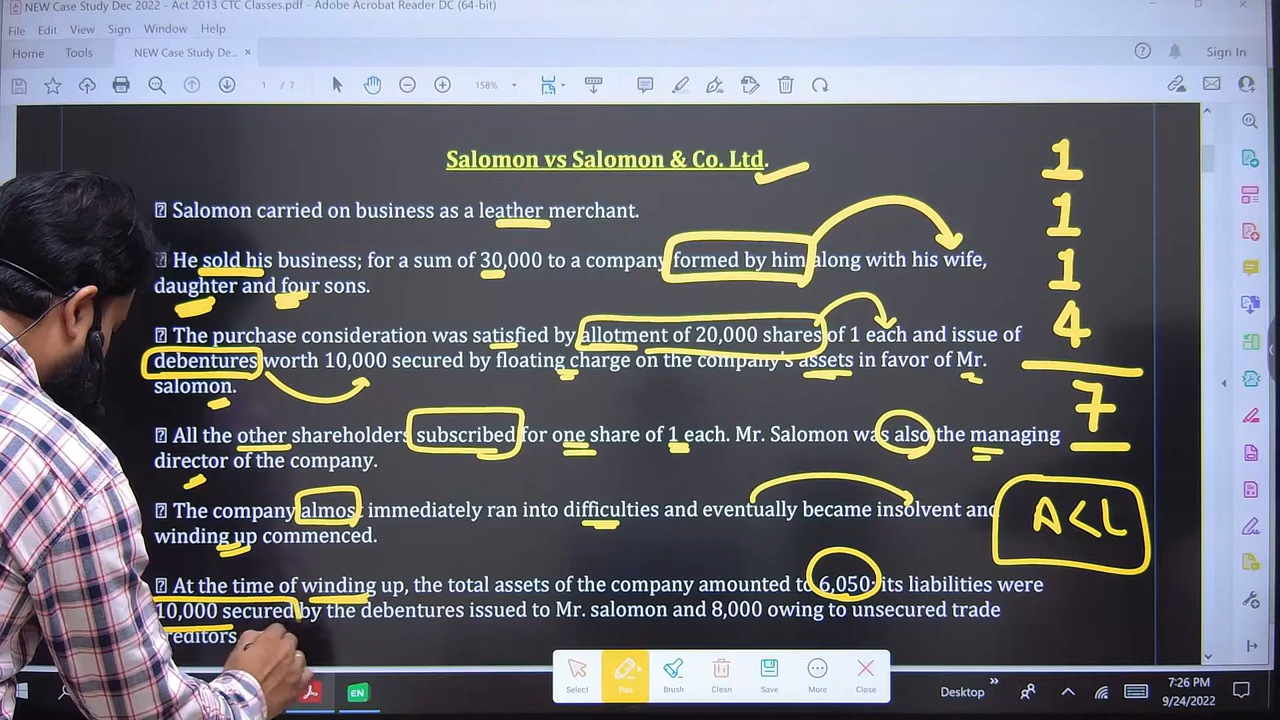 NEW Case Study Dec 2022 - Act 2013 CTC Classes.pdf - Adobe Acrobat Reader DC (64-bit)
File Edit View Sign Window Help
Home Tools NEW Case Study De... × Sign In
1 / 7 158%
Salomon vs Salomon & Co. Ltd.
Salomon carried on business as a leather merchant.
He sold his business; for a sum of 30,000 to a company formed by him along with his wife,
daughter and four sons.
The purchase consideration was satisfied by allotment of 20,000 shares of 1 each and issue of
debentures worth 10,000 secured by floating charge on the company's assets in favor of Mr.
salomon.
All the other shareholders subscribed for one share of 1 each. Mr. Salomon was also the managing
director of the company.
The company almost immediately ran into difficulties and eventually became insolvent and
winding up commenced.
At the time of winding up, the total assets of the company amounted to 6,050; its liabilities were
10,000 secured by the debentures issued to Mr. salomon and 8,000 owing to unsecured trade
creditors
1
1
1
4
7
A<L
Select Pen Brush Clean Save More Close
EN
Desktop
7:26 PM
9/24/2022